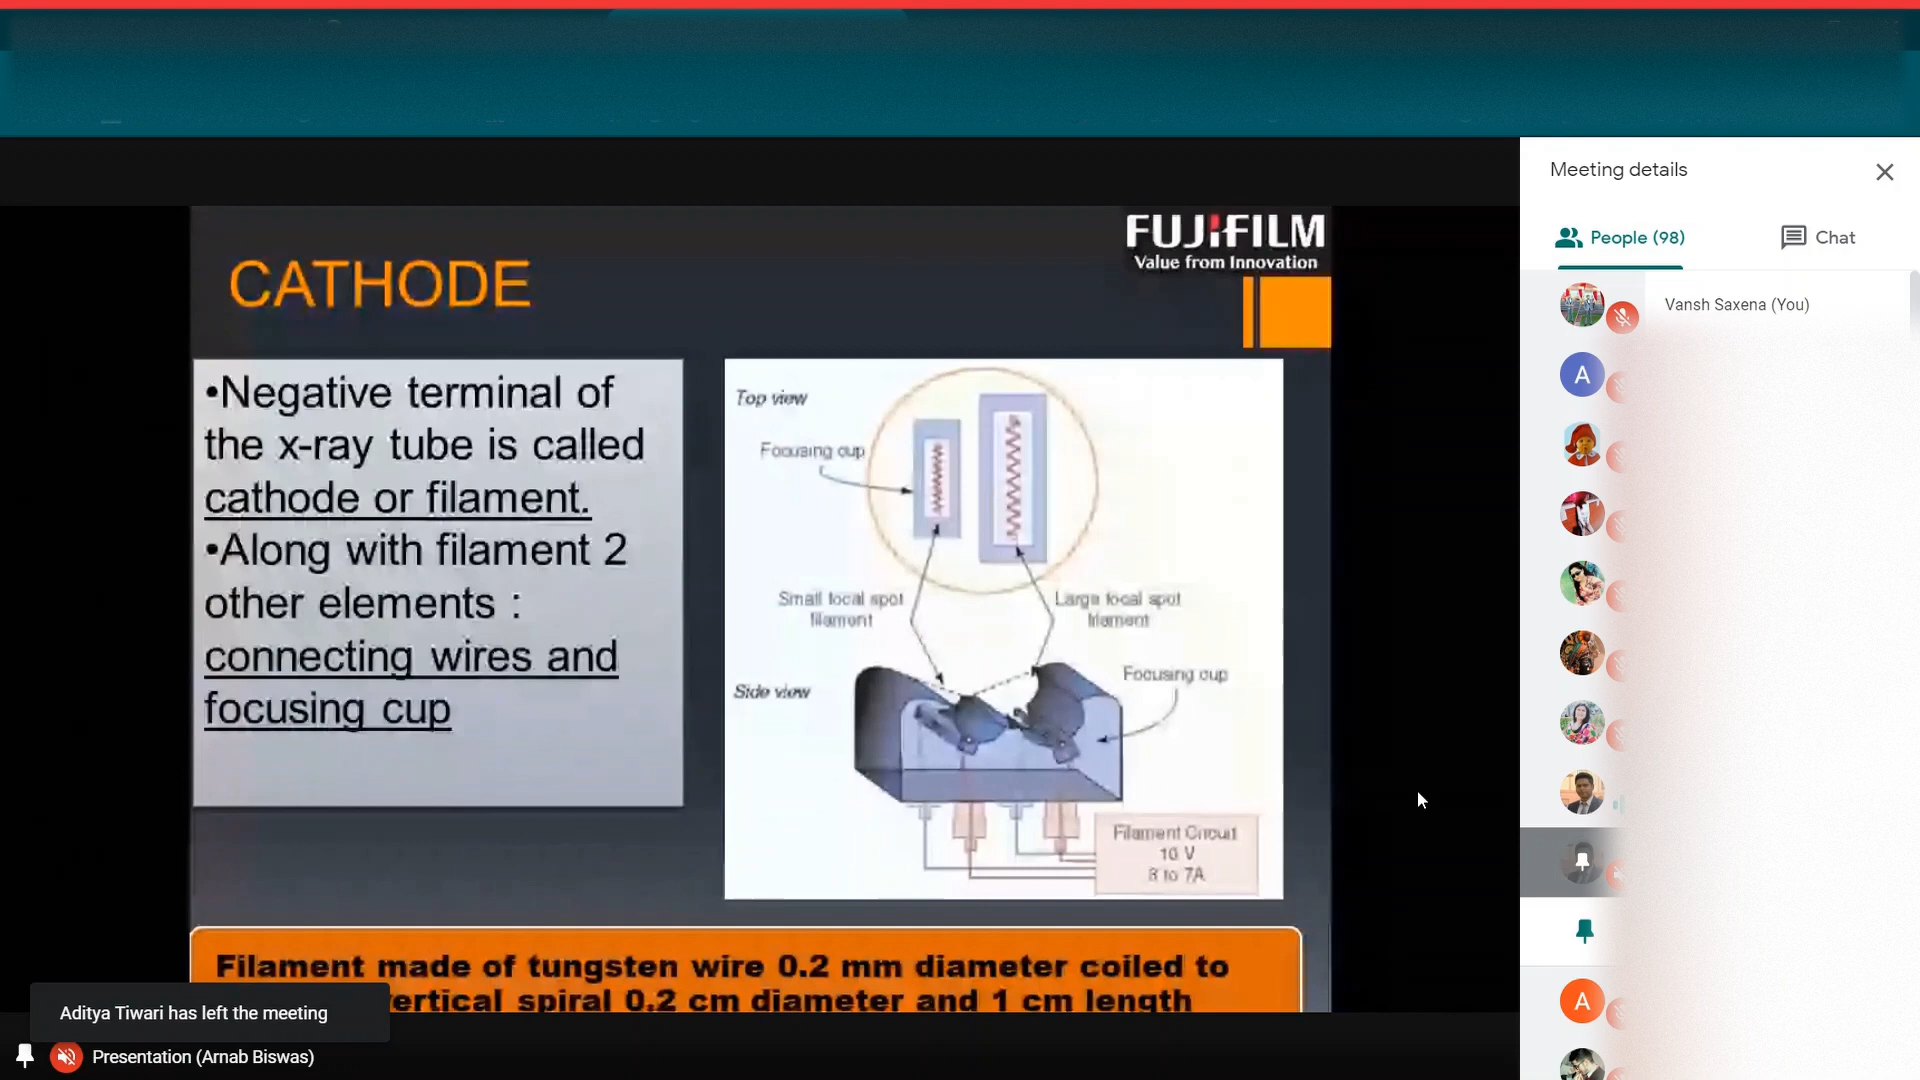 FUJIFILM
Value from Innovation
CATHODE
•Negative terminal of
the x-ray tube is called
cathode or filament.
•Along with filament 2
other elements :
connecting wires and
focusing cup
Top view
Focusing cup
Small focal spot
filament
Large focal spot
filament
Side view
Focusing cup
Filament Circuit
10 V
3 to 7A
Filament made of tungsten wire 0.2 mm diameter coiled to
vertical spiral 0.2 cm diameter and 1 cm length
Aditya Tiwari has left the meeting
Presentation (Arnab Biswas)
Meeting details
People (98)
Chat
Vansh Saxena (You)
A
A